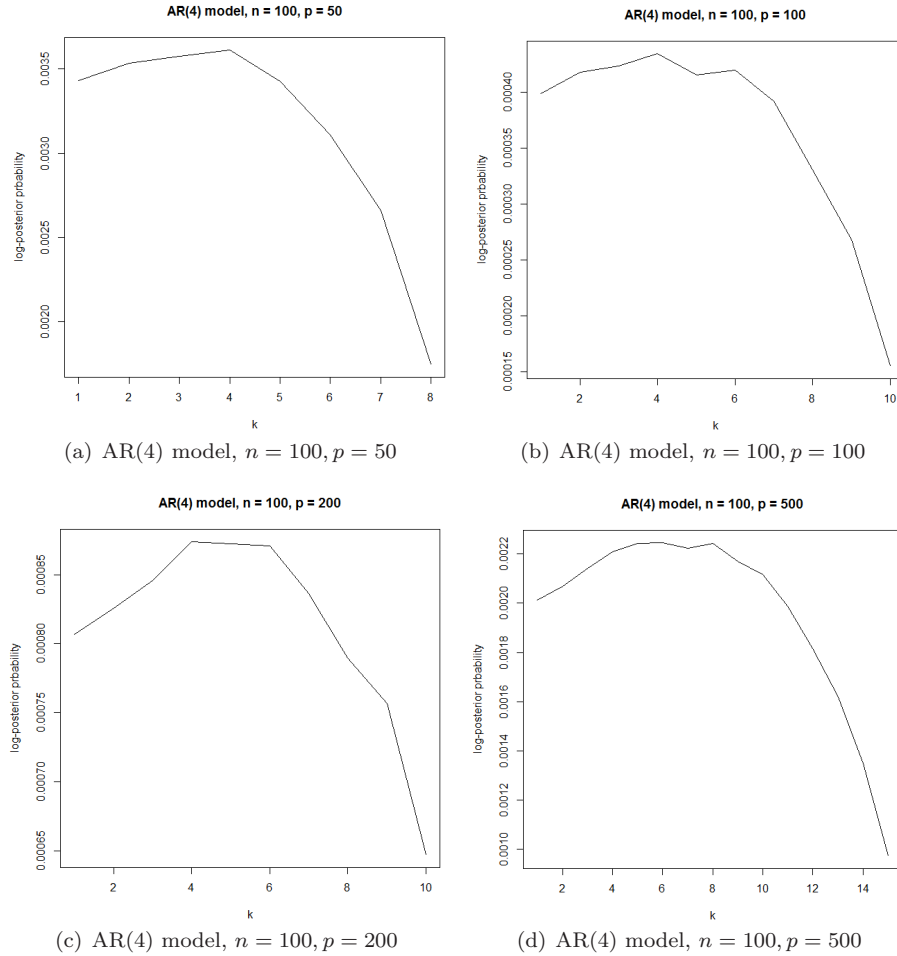 AR(4) model, n = 100, p = 50
log-posterior prbability
0.0035
0.0030
0.0025
0.0020
1 2 3 4 5 6 7 8
k
(a) AR(4) model, n = 100, p = 50
AR(4) model, n = 100, p = 100
log-posterior prbability
0.00040
0.00035
0.00030
0.00025
0.00020
0.00015
2 4 6 8 10
k
(b) AR(4) model, n = 100, p = 100
AR(4) model, n = 100, p = 200
log-posterior prbability
0.00085
0.00080
0.00075
0.00070
0.00065
2 4 6 8 10
k
(c) AR(4) model, n = 100, p = 200
AR(4) model, n = 100, p = 500
log-posterior prbability
0.0022
0.0020
0.0018
0.0016
0.0014
0.0012
0.0010
2 4 6 8 10 12 14
k
(d) AR(4) model, n = 100, p = 500